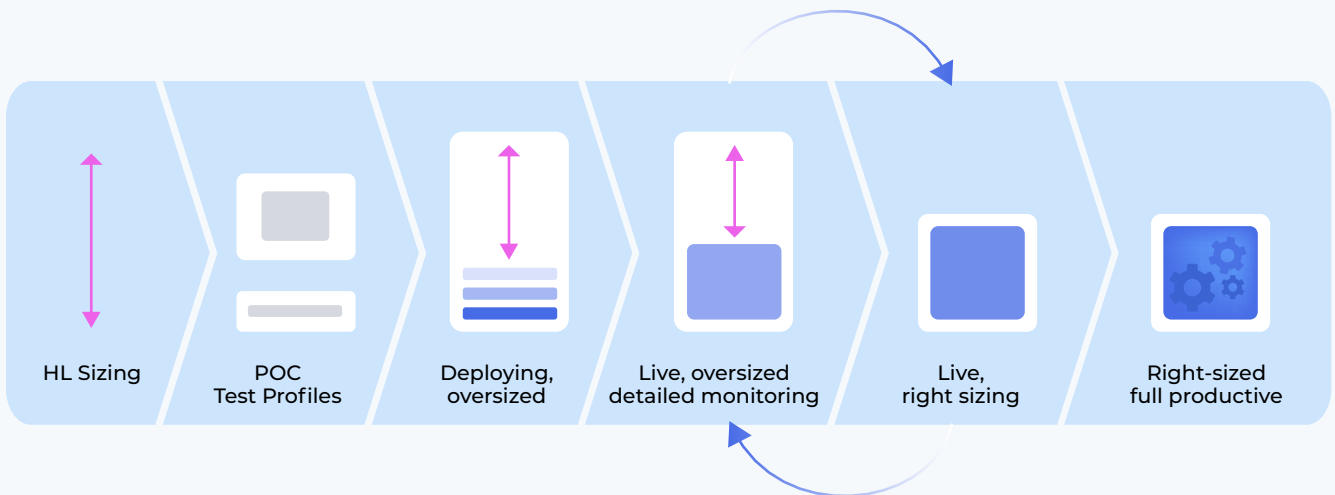 HL Sizing
POC
Test Profiles
Deploying,
oversized
Live, oversized
detailed monitoring
Live,
right sizing
Right-sized
full productive